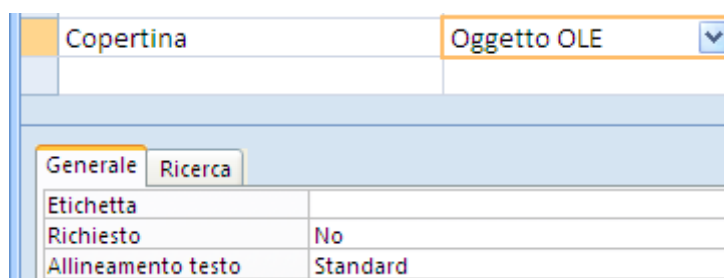 Copertina Oggetto OLE
Generale Ricerca
Etichetta
Richiesto No
Allineamento testo Standard